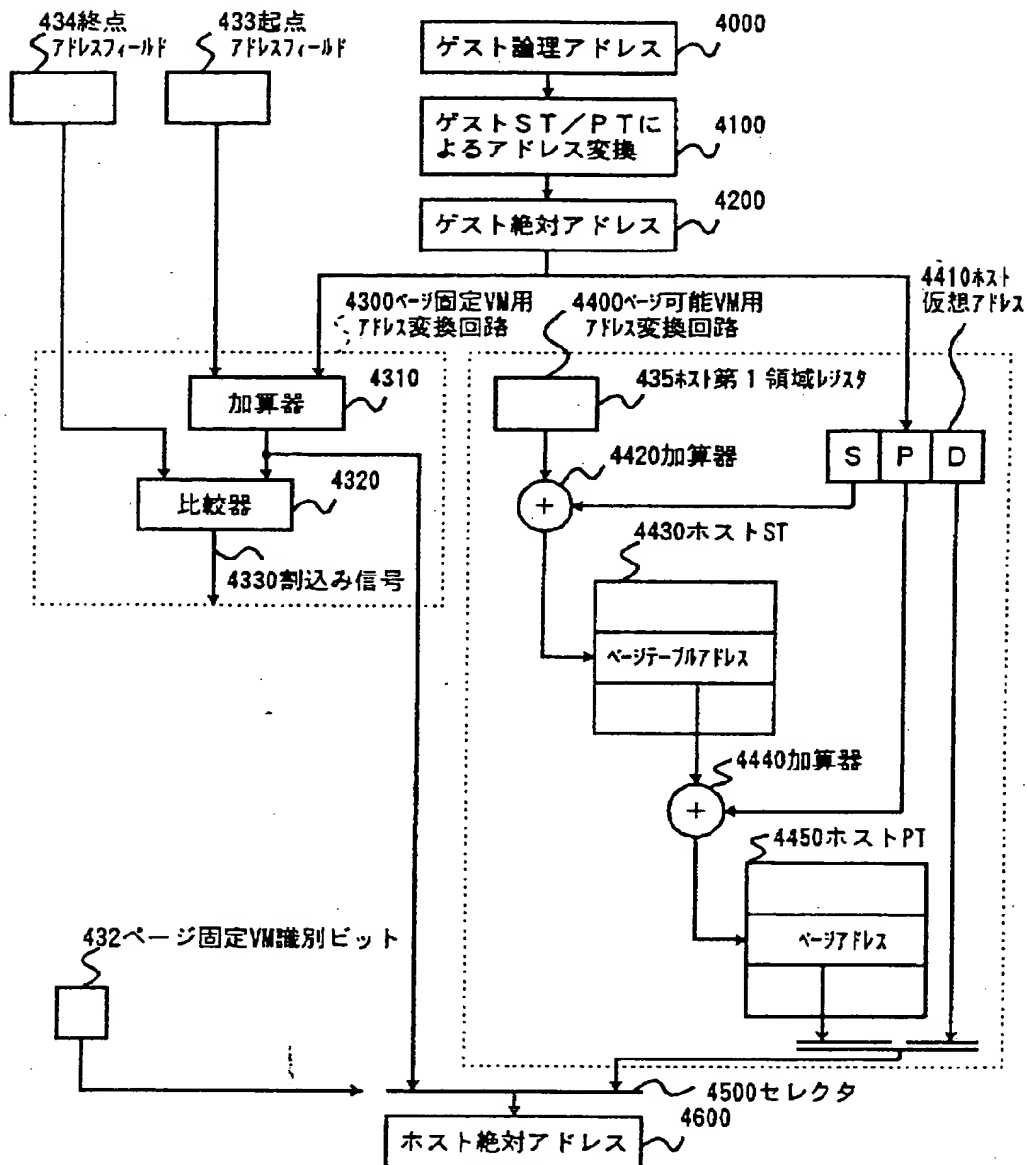 434終点
アドレスフィールド
433起点
アドレスフィールド
4000
ゲスト論理アドレス
ゲストST/PTに
よるアドレス変換
4100
4200
ゲスト絶対アドレス
4300ページ固定VM用
アドレス変換回路
4400ページ可能VM用
アドレス変換回路
4410ホスト
仮想アドレス
435ホスト第1領域レジスタ
4310
加算器
4420加算器
S P D
4320
比較器
4430ホストST
4330割込み信号
ページテーブルアドレス
4440加算器
4450ホストPT
ページアドレス
432ページ固定VM識別ビット
4500セレクタ
4600
ホスト絶対アドレス